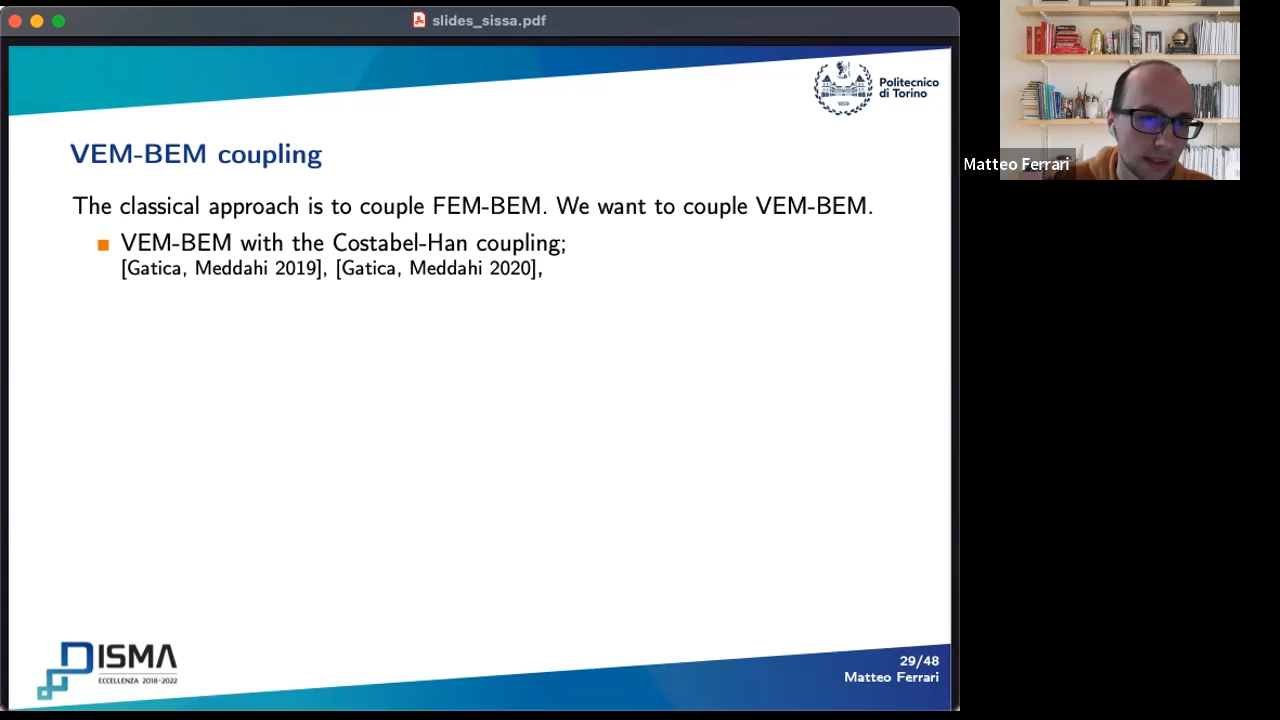 slides_sissa.pdf
Politecnico
di Torino
1859
VEM-BEM coupling
The classical approach is to couple FEM-BEM. We want to couple VEM-BEM.
VEM-BEM with the Costabel-Han coupling;
[Gatica, Meddahi 2019], [Gatica, Meddahi 2020],
DISMA
ECCELLENZA 2018·2022
29/48
Matteo Ferrari
Matteo Ferrari